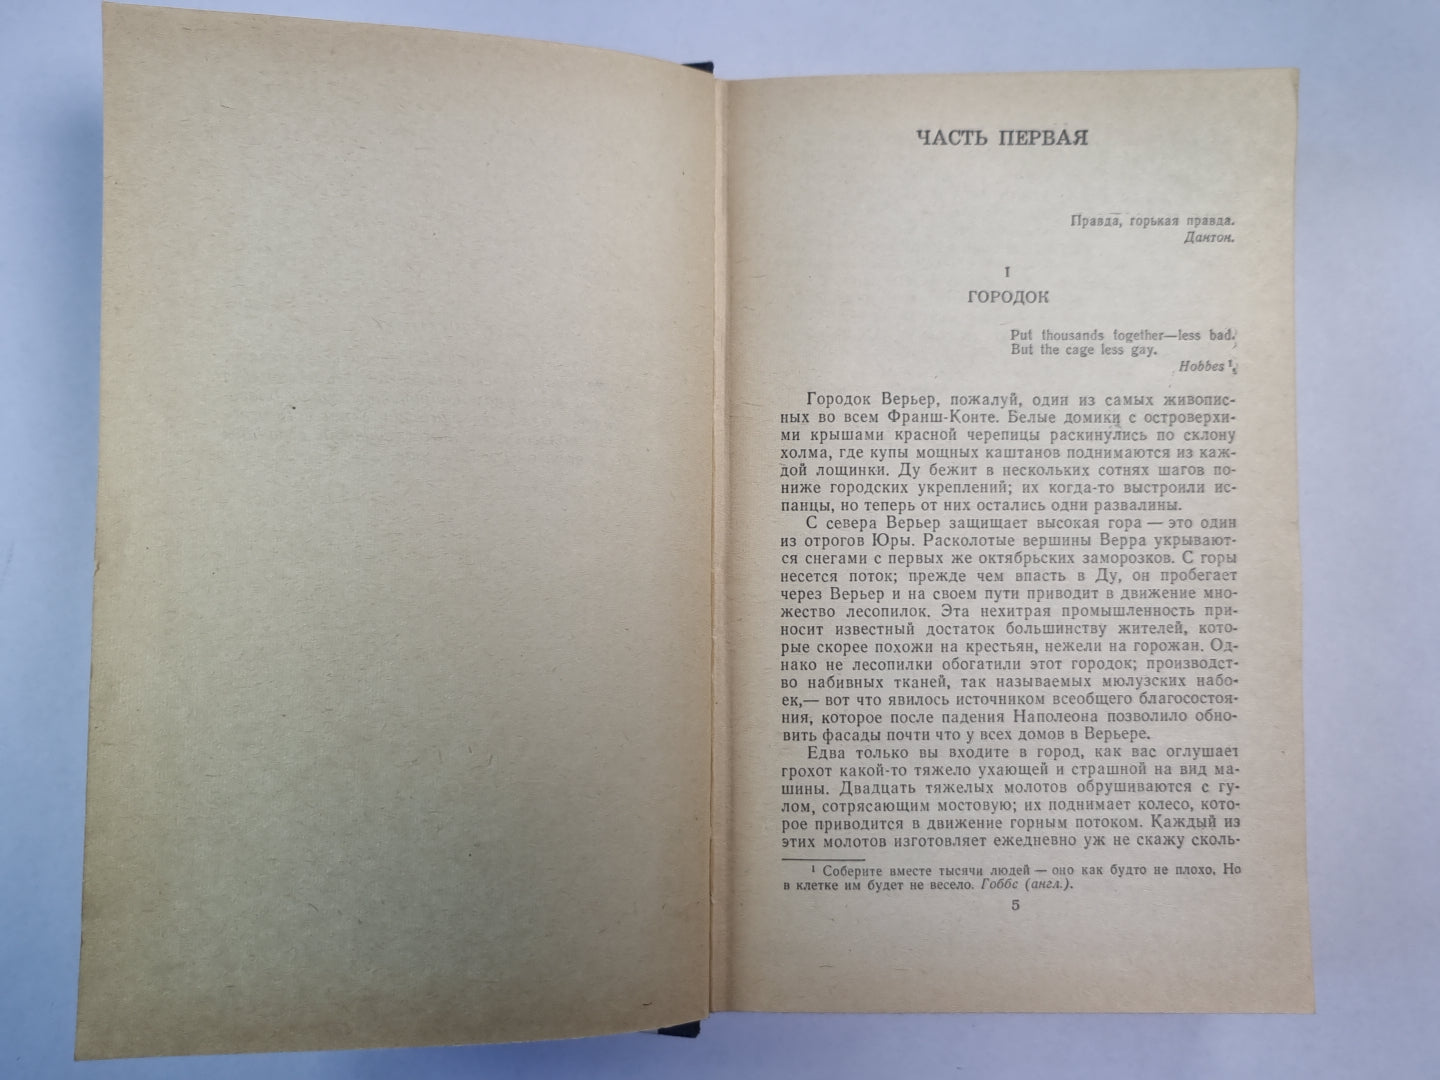 ЧАСТЬ ПЕРВАЯ
Правда, горькая правда.
Дантон.
I
ГОРОДОК
Put thousands together—less bad.
But the cage less gay.
Hobbes ¹
Городок Верьер, пожалуй, один из самых живопис-
ных во всем Франш-Конте. Белые домики с островерхи-
ми крышами красной черепицы раскинулись по склону
холма, где купы мощных каштанов поднимаются из каж-
дой лощинки. Ду бежит в нескольких сотнях шагов по-
ниже городских укреплений; их когда-то выстроили ис-
панцы, но теперь от них остались одни развалины.
С севера Верьер защищает высокая гора — это один
из отрогов Юры. Расколотые вершины Верра укрывают-
ся снегами с первых же октябрьских заморозков. С горы
несется поток; прежде чем впасть в Ду, он пробегает
через Верьер и на своем пути приводит в движение мно-
жество лесопилок. Эта нехитрая промышленность при-
носит известный достаток большинству жителей, кото-
рые скорее похожи на крестьян, нежели на горожан. Од-
нако не лесопилки обогатили этот городок; производст-
во набивных тканей, так называемых мюлузских набо-
ек,— вот что явилось источником всеобщего благосостоя-
ния, которое после падения Наполеона позволило обно-
вить фасады почти что у всех домов в Верьере.
Едва только вы входите в город, как вас оглушает
грохот какой-то тяжело ухающей и страшной на вид ма-
шины. Двадцать тяжелых молотов обрушиваются с гу-
лом, сотрясающим мостовую; их поднимает колесо, кото-
рое приводится в движение горным потоком. Каждый из
этих молотов изготовляет ежедневно уж не скажу сколь-
¹ Соберите вместе тысячи людей — оно как будто не плохо. Но
в клетке им будет не весело. Гоббс (англ.).
5